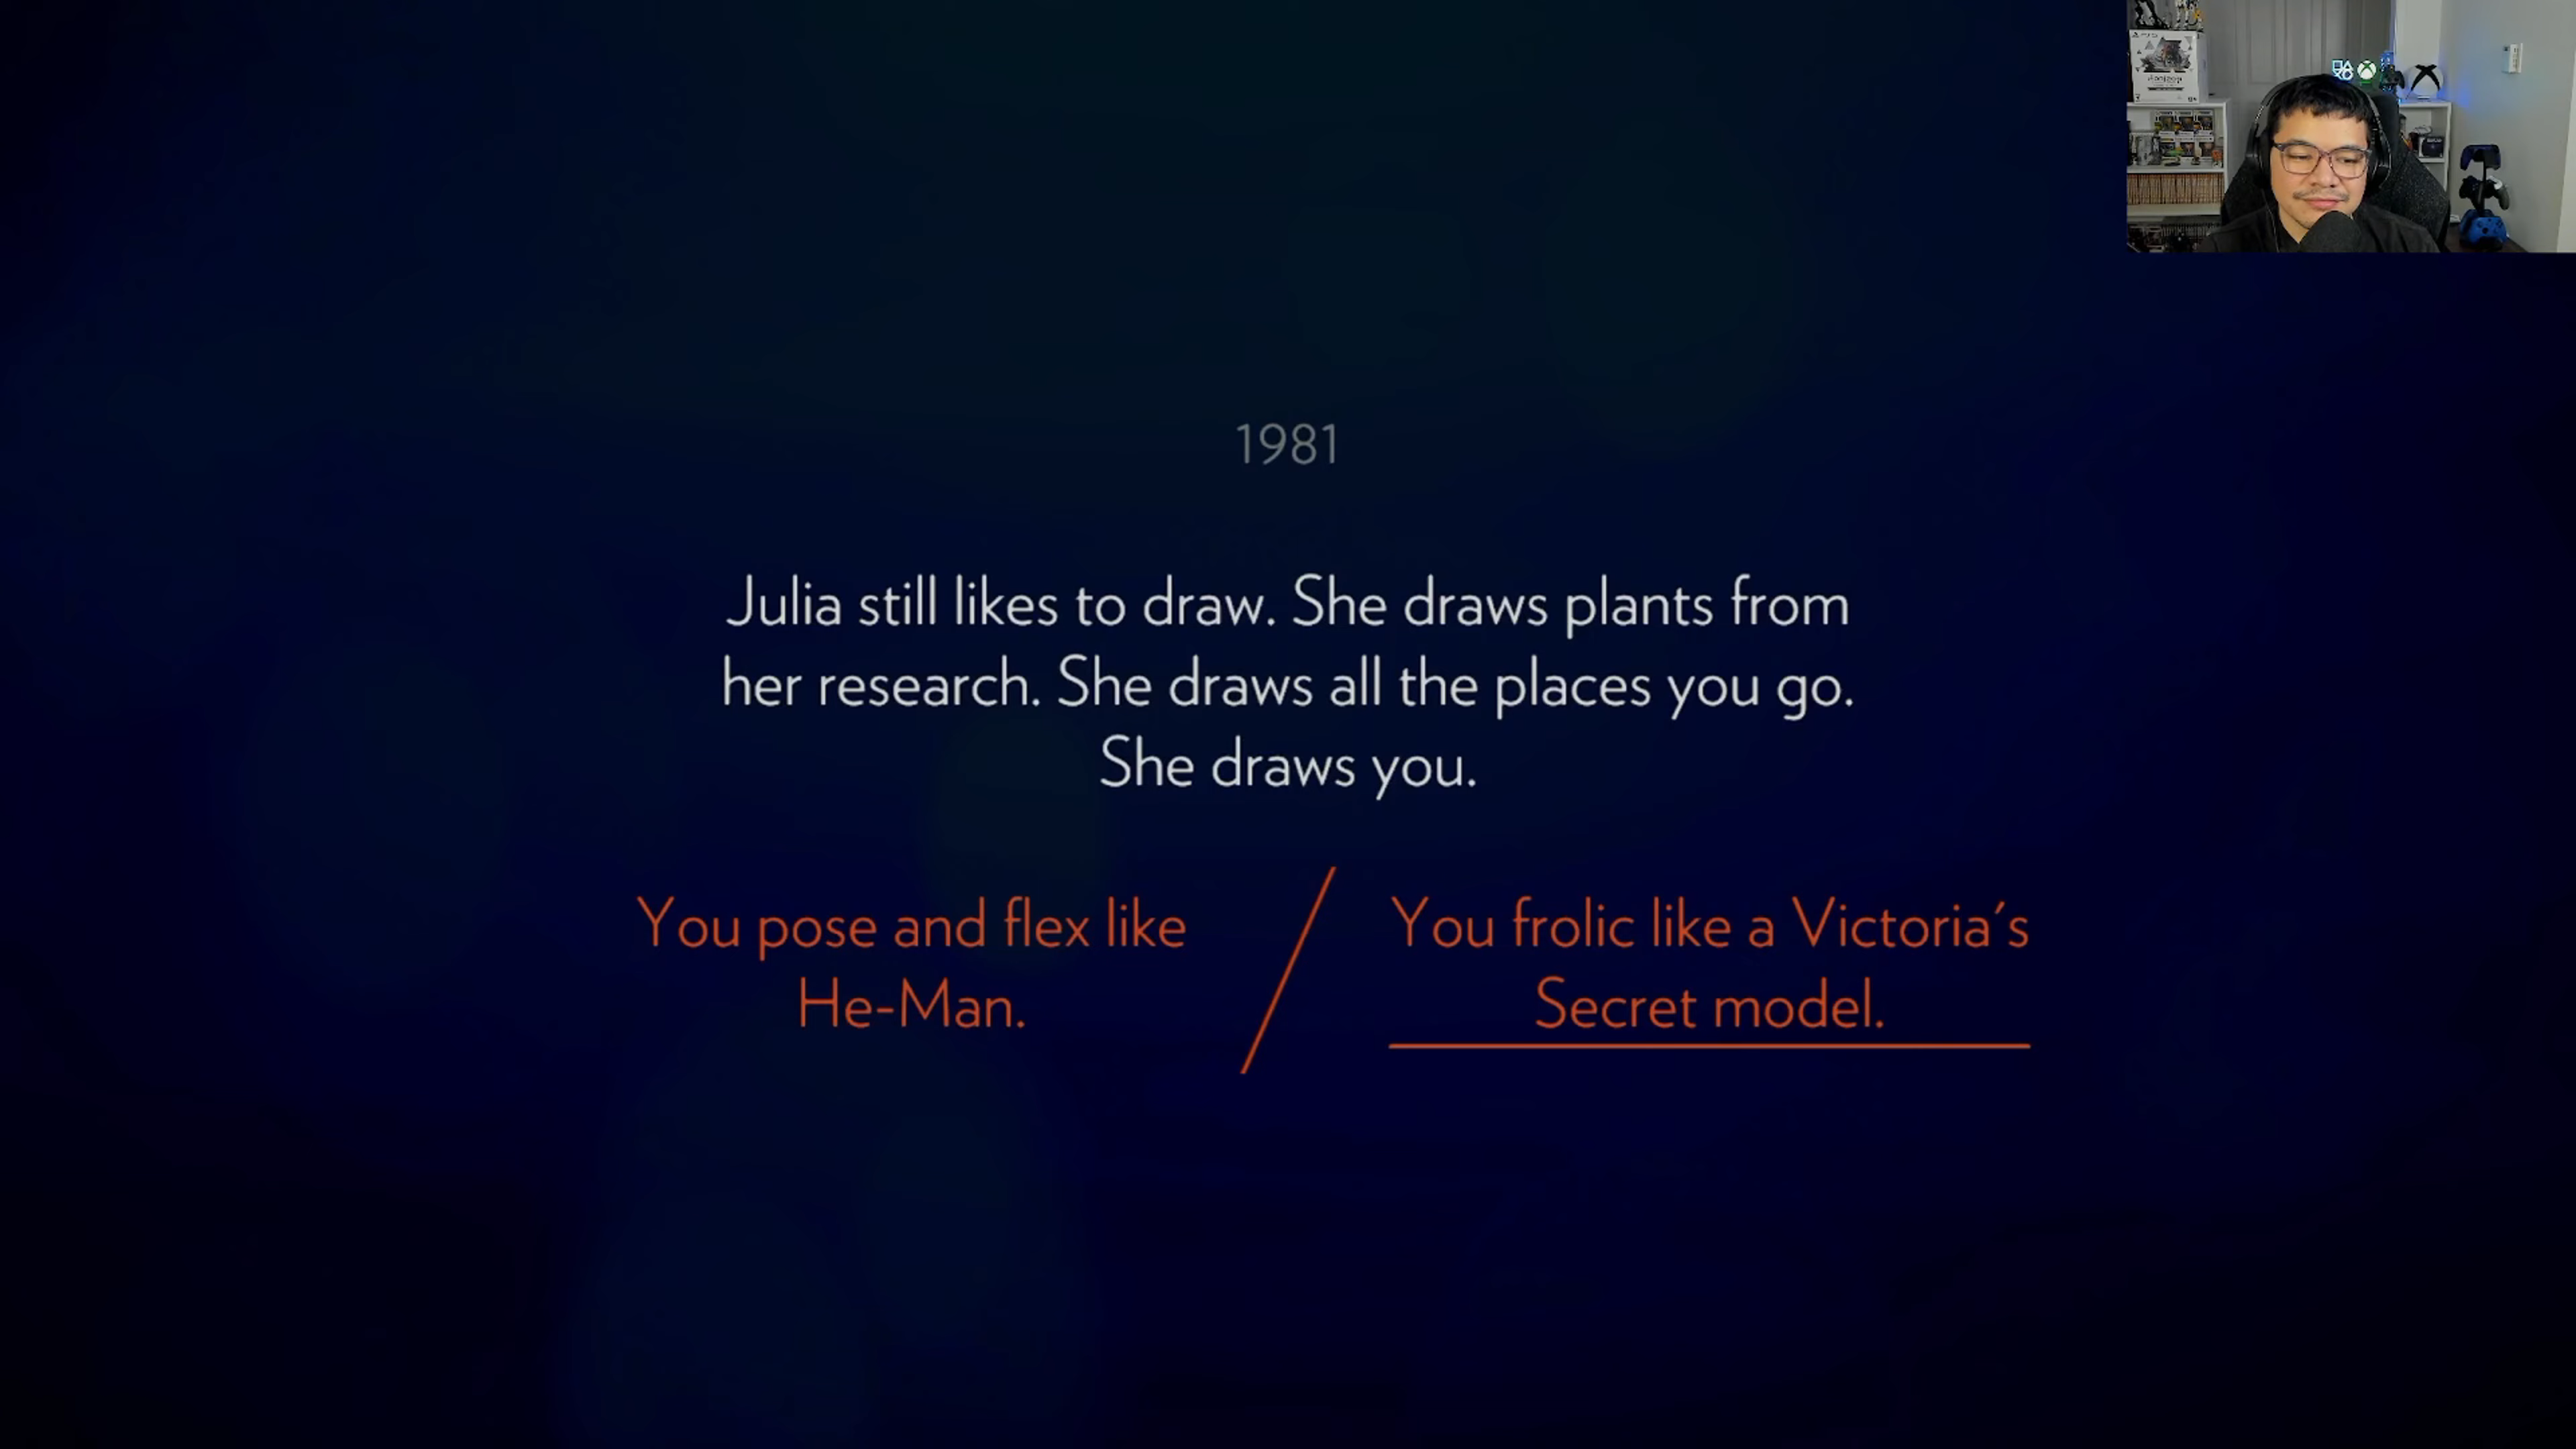 1981
Julia still likes to draw. She draws plants from
her research. She draws all the places you go.
She draws you.
You pose and flex like
He-Man.
/
You frolic like a Victoria's
Secret model.